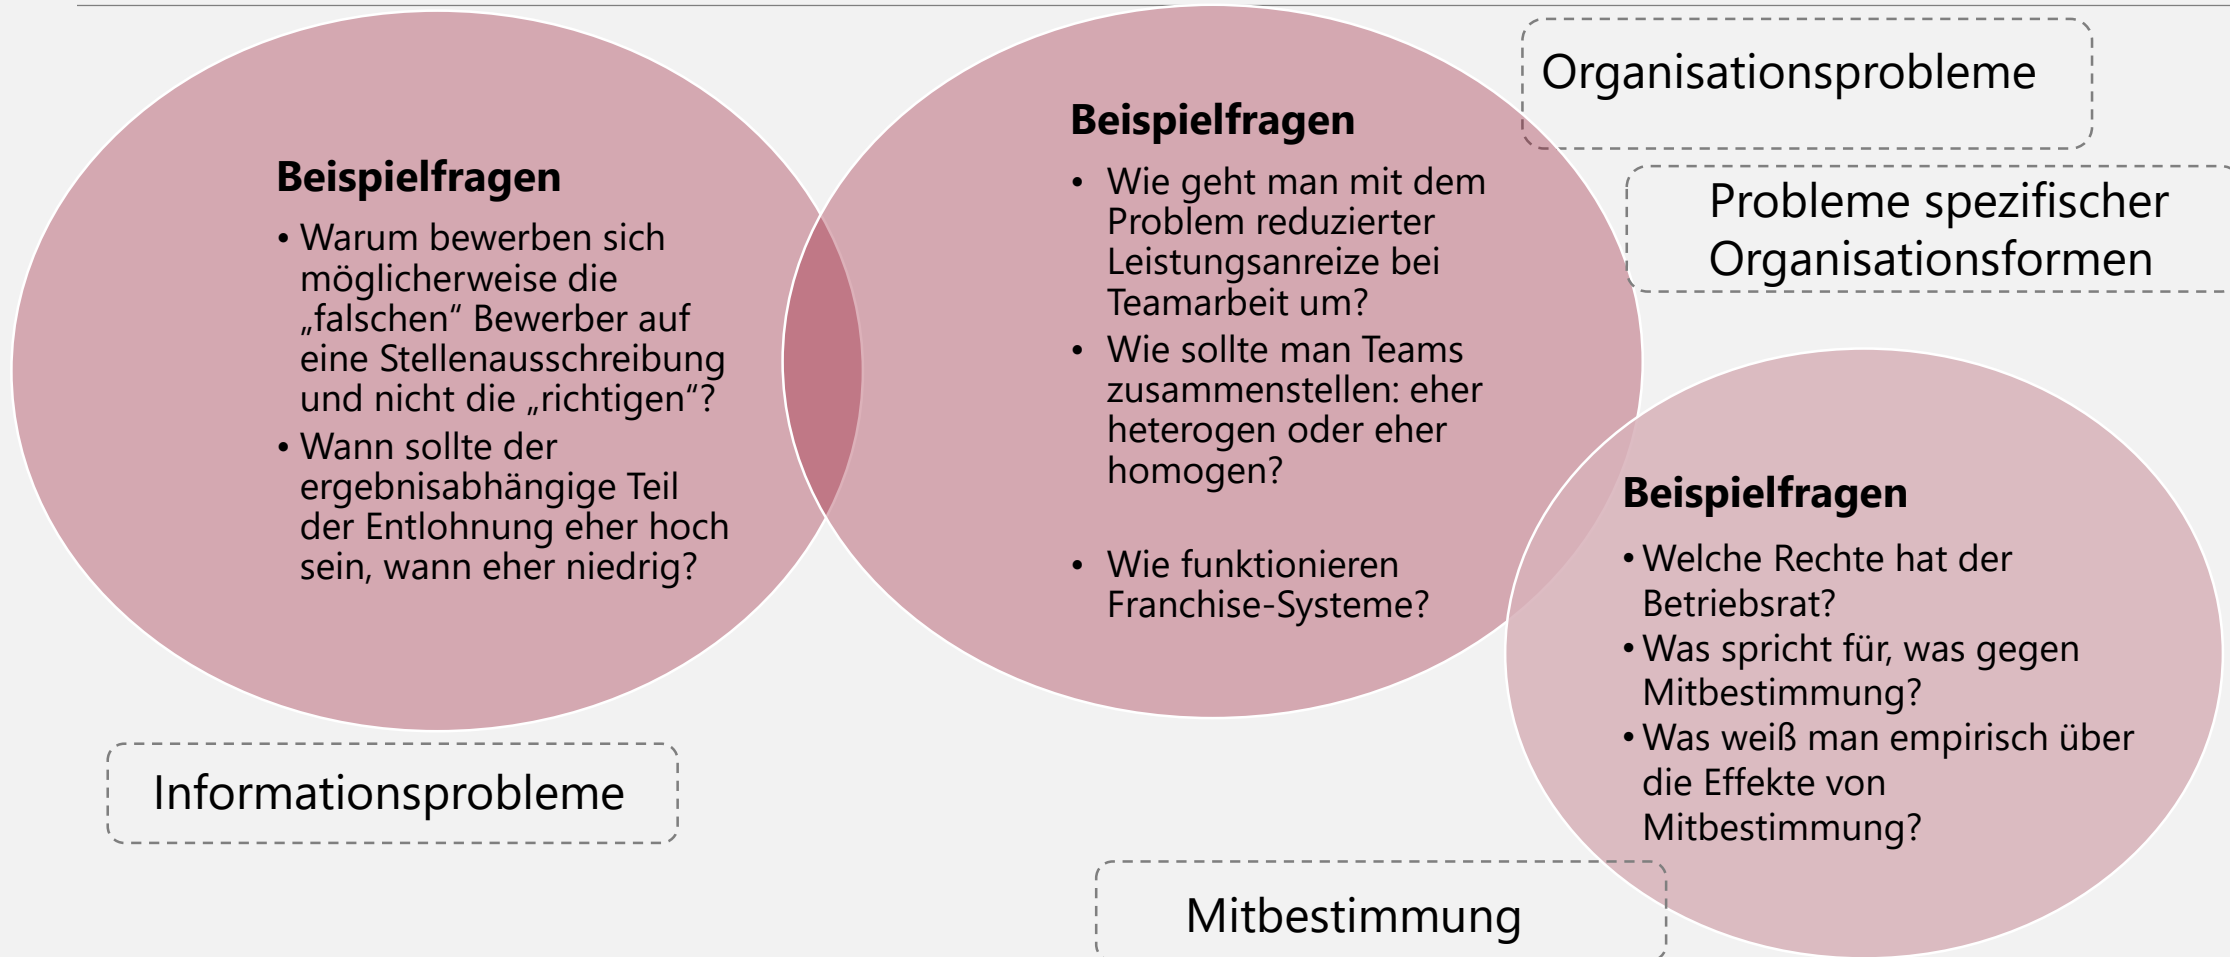 Beispielfragen
• Warum bewerben sich
möglicherweise die
„falschen“ Bewerber auf
eine Stellenausschreibung
und nicht die „richtigen“?
• Wann sollte der
ergebnisabhängige Teil
der Entlohnung eher hoch
sein, wann eher niedrig?
Informationsprobleme
Beispielfragen
• Wie geht man mit dem
Problem reduzierter
Leistungsanreize bei
Teamarbeit um?
• Wie sollte man Teams
zusammenstellen: eher
heterogen oder eher
homogen?
• Wie funktionieren
Franchise-Systeme?
Organisationsprobleme
Probleme spezifischer
Organisationsformen
Beispielfragen
• Welche Rechte hat der
Betriebsrat?
• Was spricht für, was gegen
Mitbestimmung?
• Was weiß man empirisch über
die Effekte von
Mitbestimmung?
Mitbestimmung